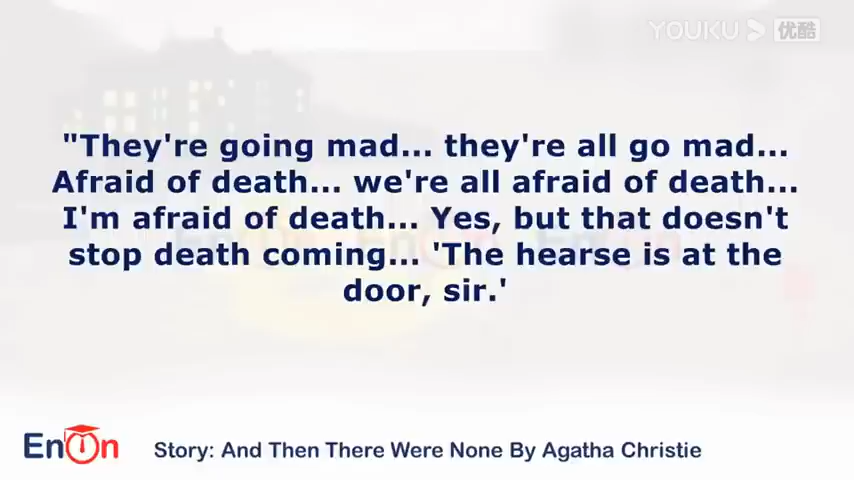 YOUKU 优酷
"They're going mad... they're all go mad...
Afraid of death... we're all afraid of death...
I'm afraid of death... Yes, but that doesn't
stop death coming... 'The hearse is at the
door, sir.'
EnOn
Story: And Then There Were None By Agatha Christie